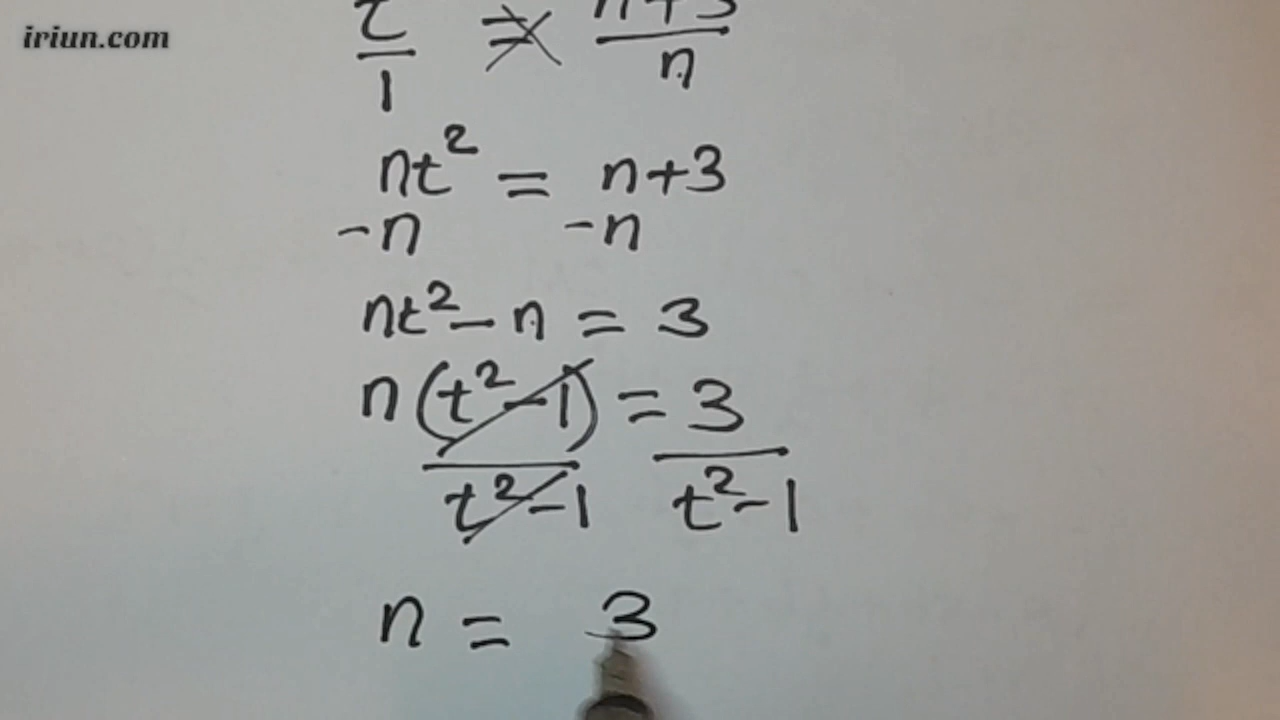 iriun.com
t = n+3
1 n
nt² = n+3
-n -n
nt² - n = 3
n(t² - 1) = 3
t² - 1 t² - 1
n = 3